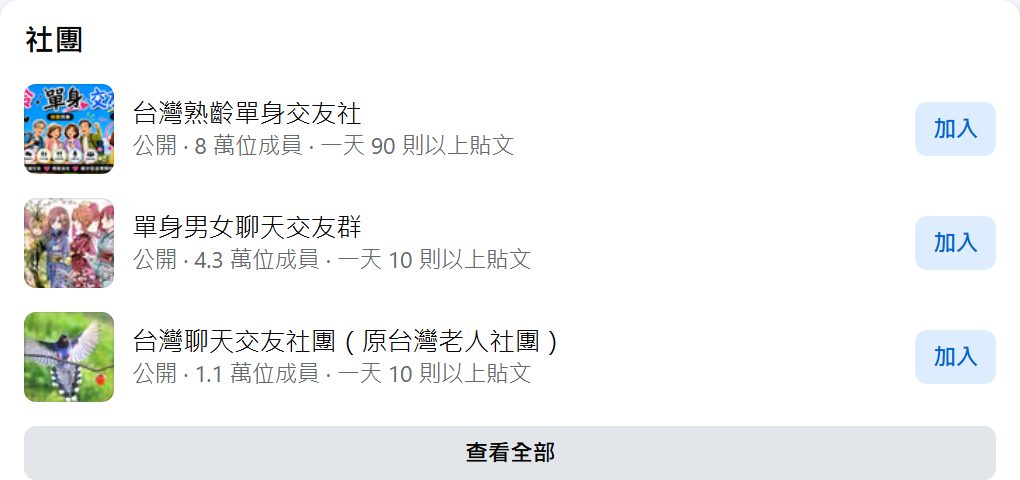 社團
單身
台灣熟齡單身交友社
公開 · 8 萬位成員 · 一天 90 則以上貼文
加入
單身男女聊天交友群
公開 · 4.3 萬位成員 · 一天 10 則以上貼文
加入
台灣聊天交友社團（原台灣老人社團）
公開 · 1.1 萬位成員 · 一天 10 則以上貼文
加入
查看全部